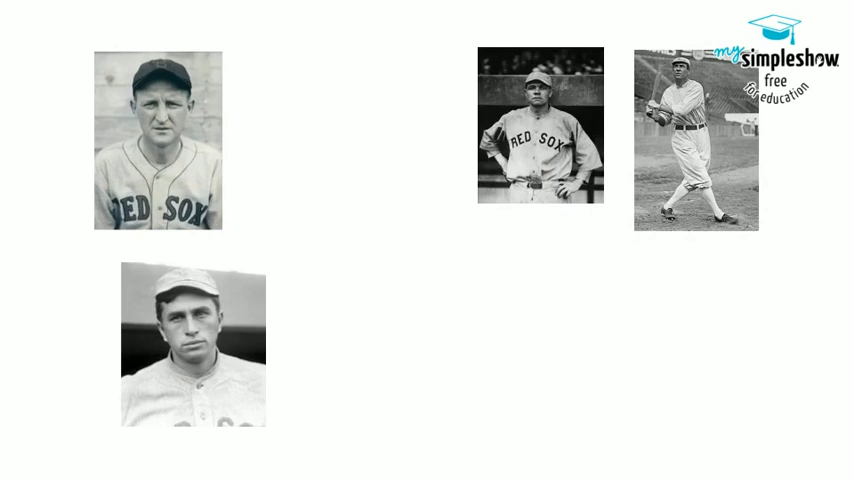 my
simpleshow
free
for education
RED SOX
RED SOX